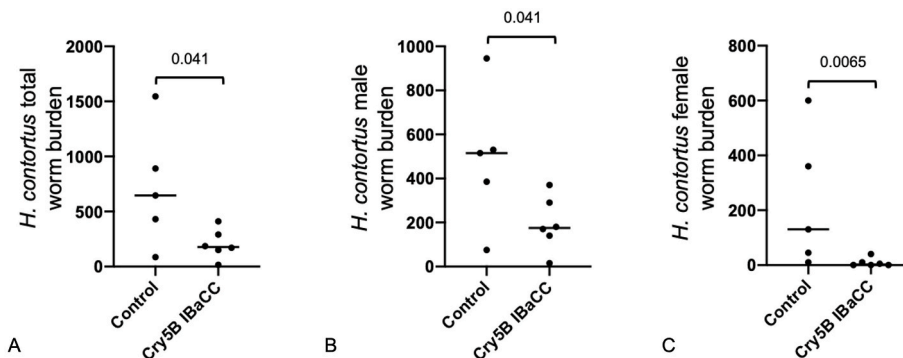 0.041
2000
1500
1000
500
0
H. contortus total
worm burden
Control
Cry5B IBaCC
A
0.041
1000
800
600
400
200
0
H. contortus male
worm burden
Control
Cry5B IBaCC
B
0.0065
800
600
400
200
0
H. contortus female
worm burden
Control
Cry5B IBaCC
C